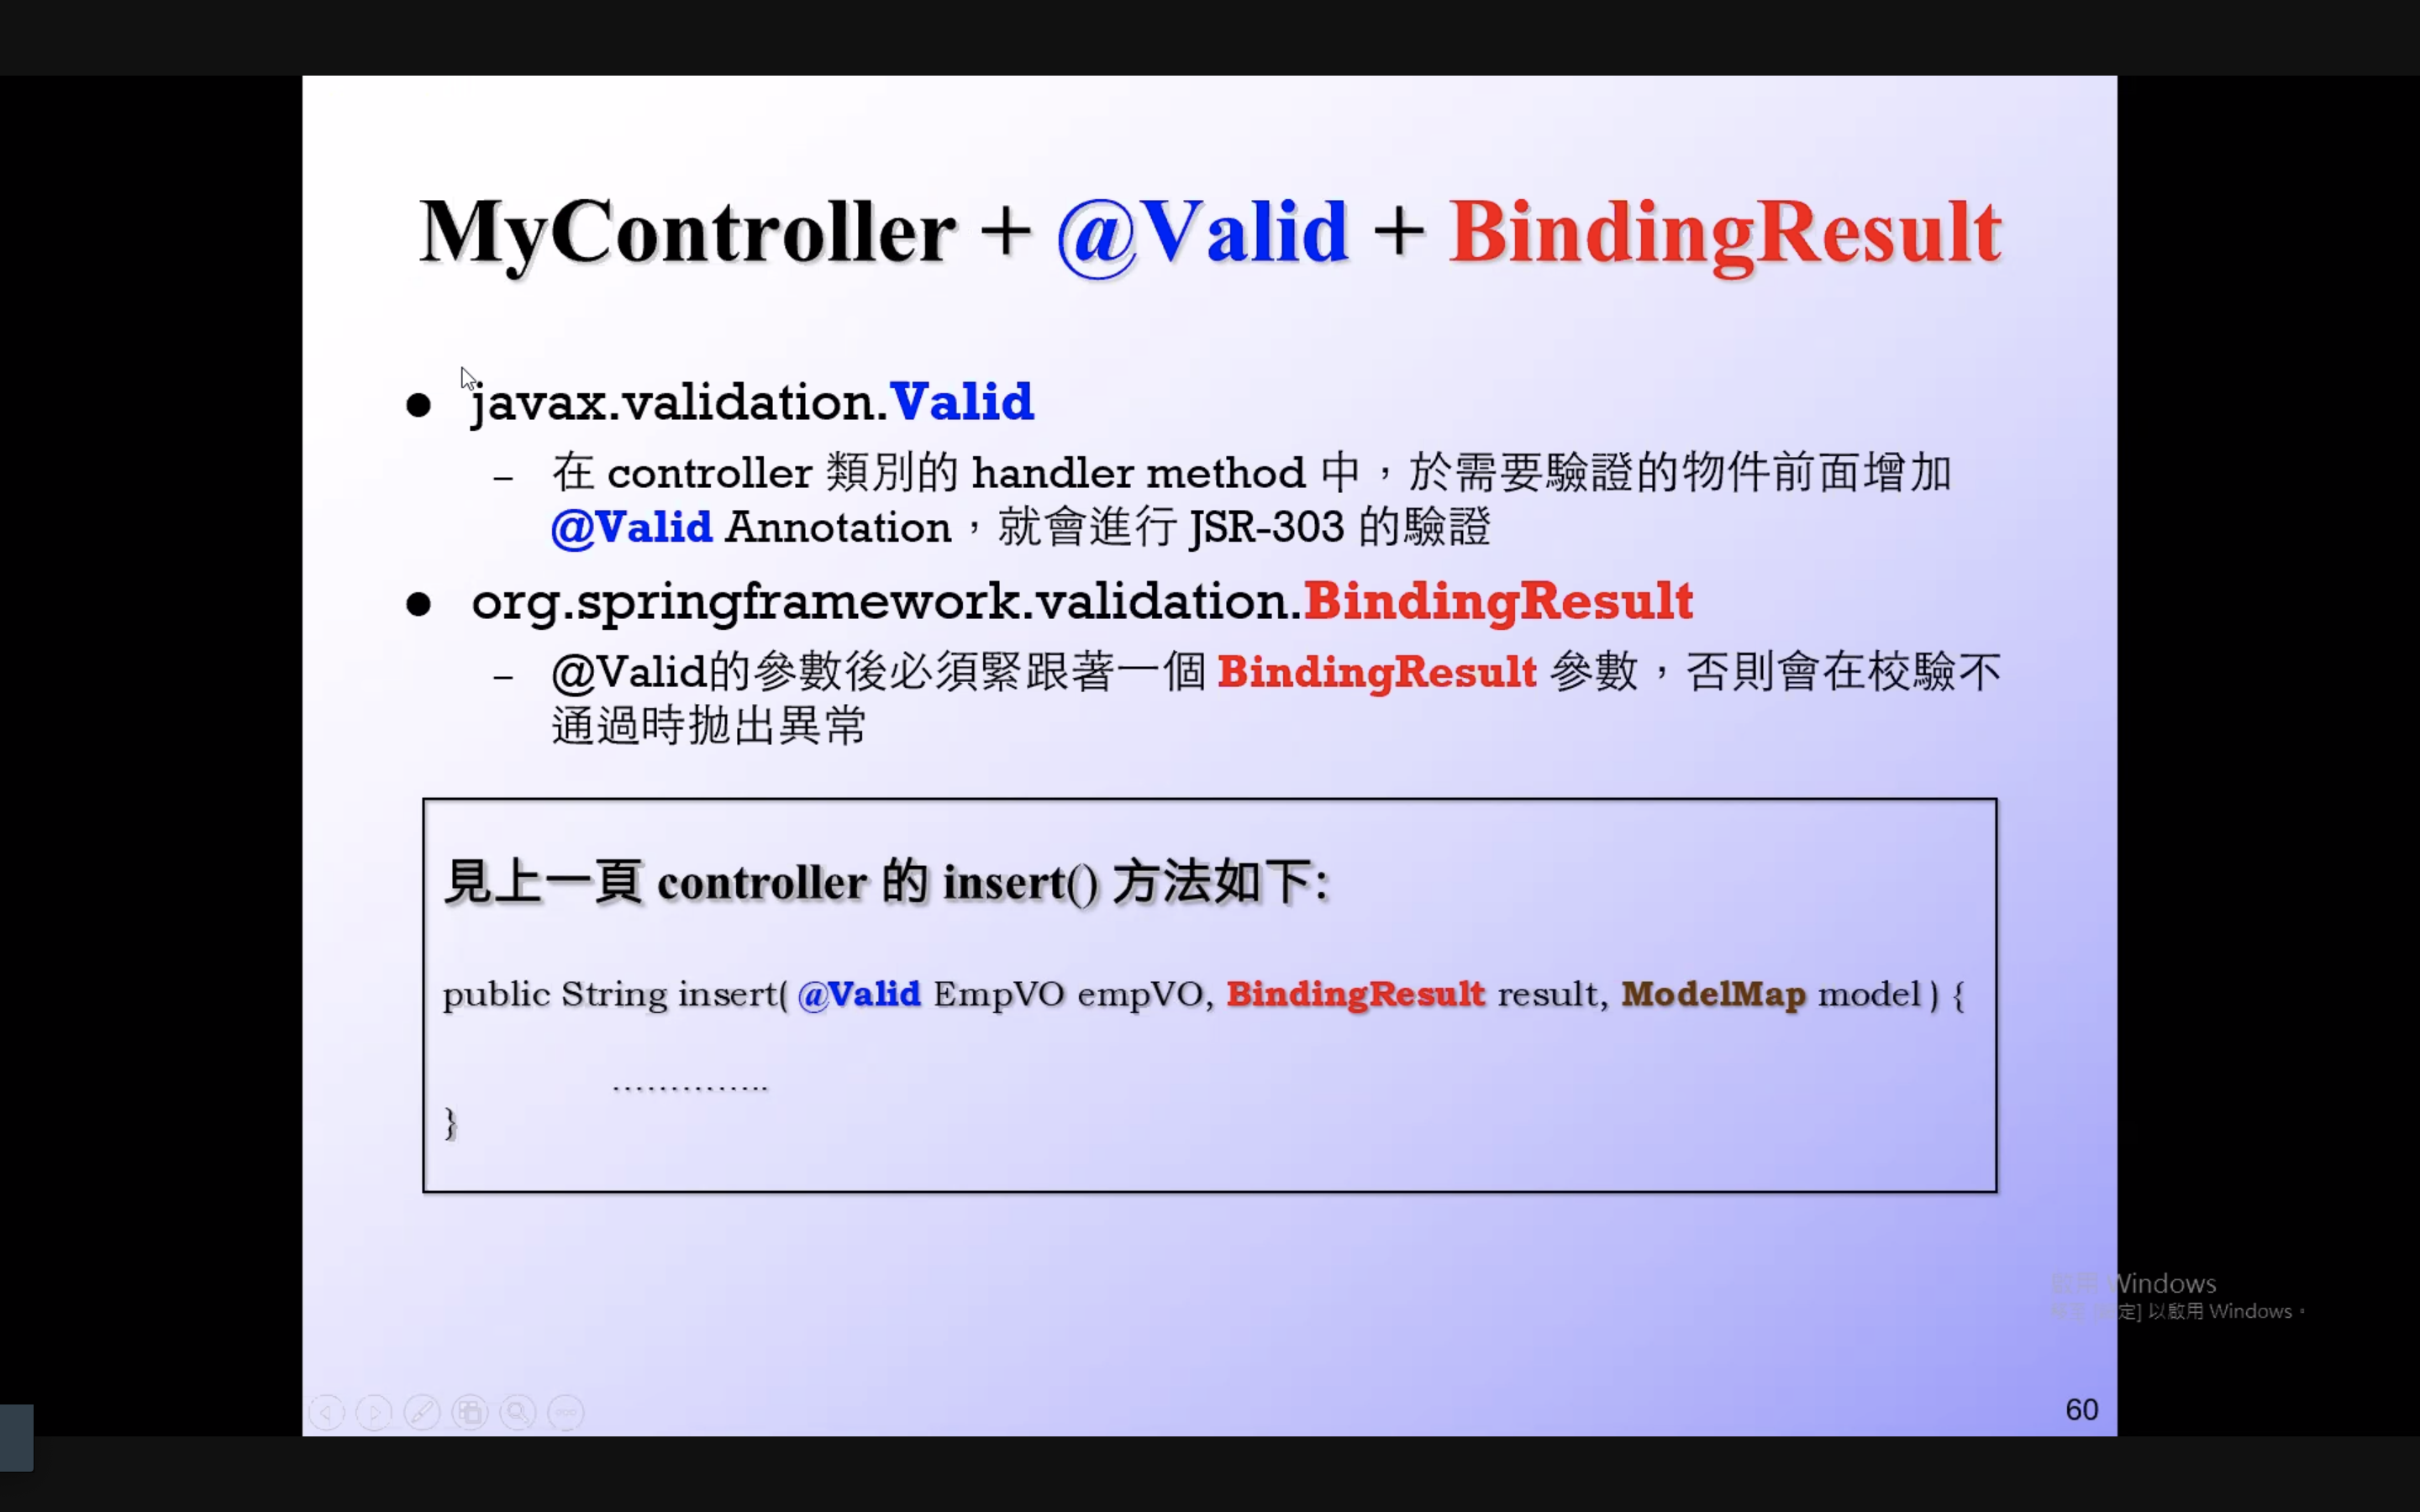 MyController + @Valid + BindingResult
● javax.validation.Valid
– 在 controller 類別的 handler method 中，於需要驗證的物件前面增加
@Valid Annotation，就會進行 JSR-303 的驗證
● org.springframework.validation.BindingResult
– @Valid的參數後必須緊跟著一個 BindingResult 參數，否則會在校驗不
通過時拋出異常
見上一頁 controller 的 insert() 方法如下:
public String insert( @Valid EmpVO empVO, BindingResult result, ModelMap model ) {
…………..
}
啟用 Windows
定] 以啟用 Windows。
60